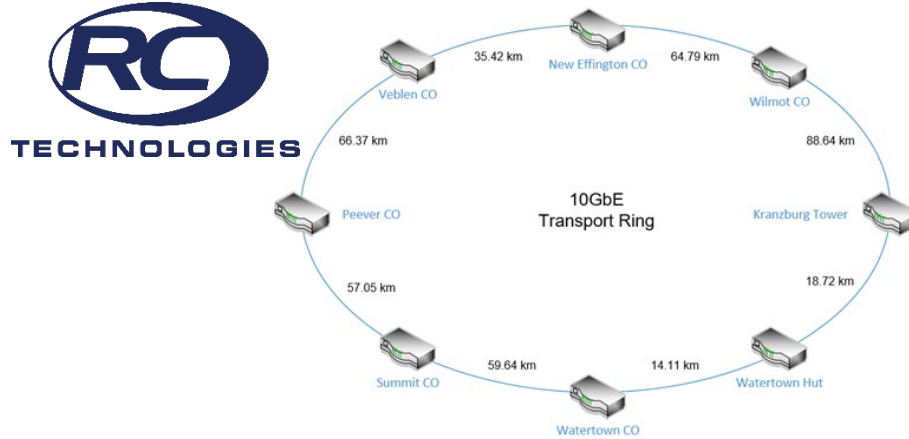 RC
TECHNOLOGIES
35.42 km
New Effington CO
64.79 km
Veblen CO
Wilmot CO
66.37 km
88.64 km
10GbE
Transport Ring
Peever CO
Kranzburg Tower
57.05 km
18.72 km
59.64 km
14.11 km
Summit CO
Watertown Hut
Watertown CO